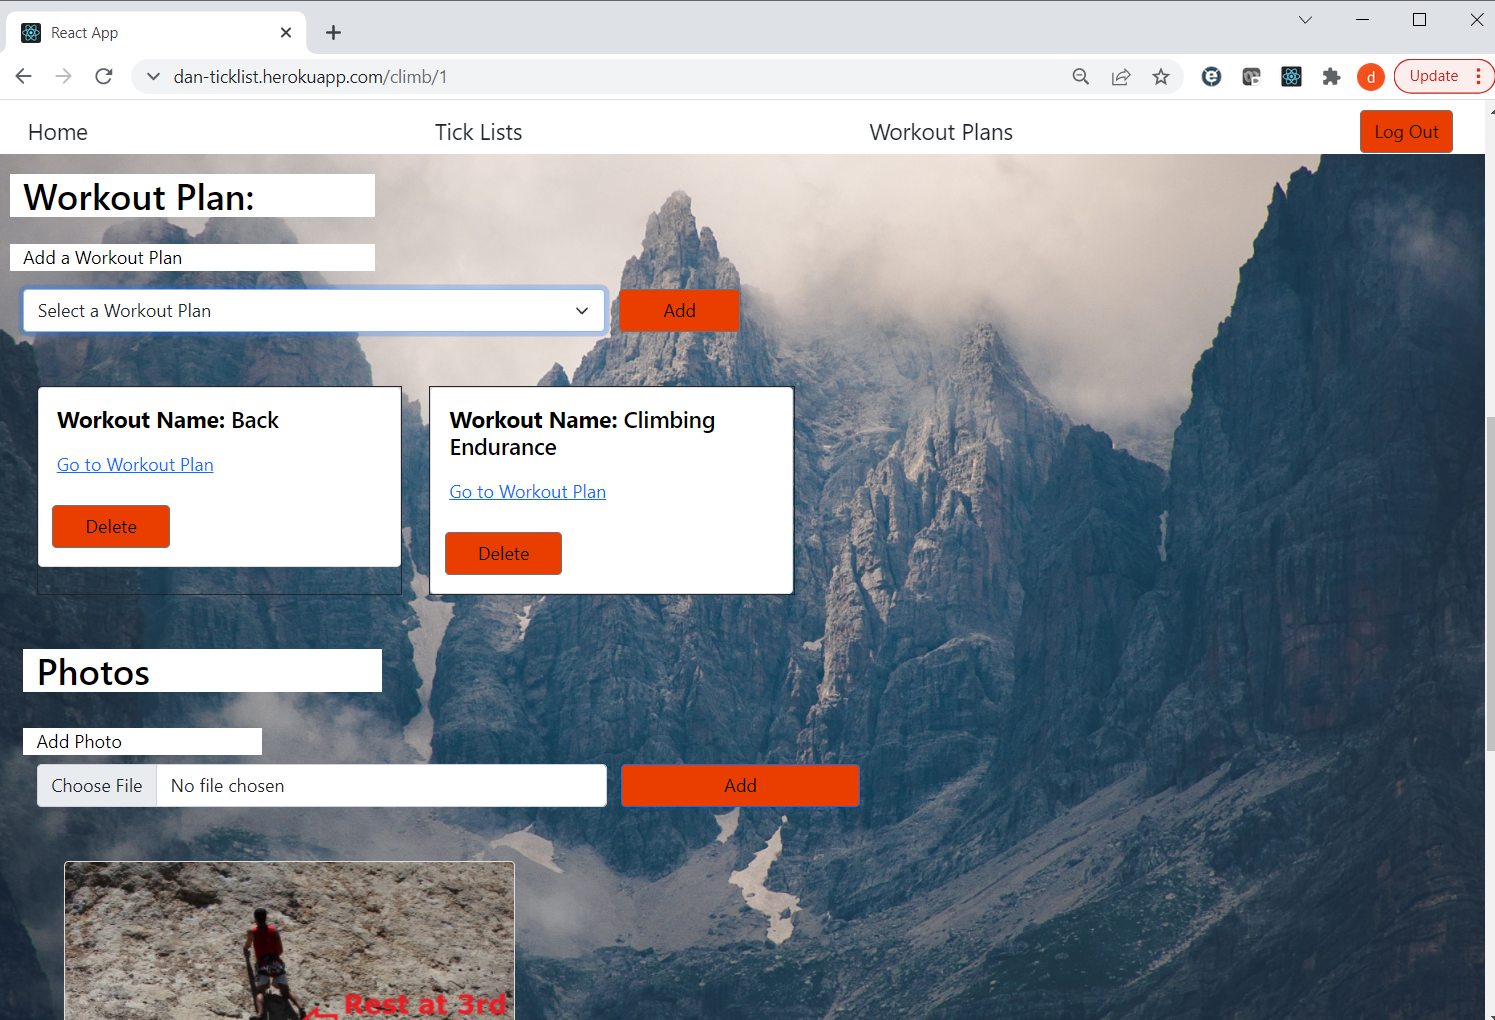 React App
dan-ticklist.herokuapp.com/climb/1
d
Update
Home
Tick Lists
Workout Plans
Log Out
Workout Plan:
Add a Workout Plan
Select a Workout Plan
Add
Workout Name: Back
Go to Workout Plan
Delete
Workout Name: Climbing
Endurance
Go to Workout Plan
Delete
Photos
Add Photo
Choose File
No file chosen
Add
Rest at 3rd